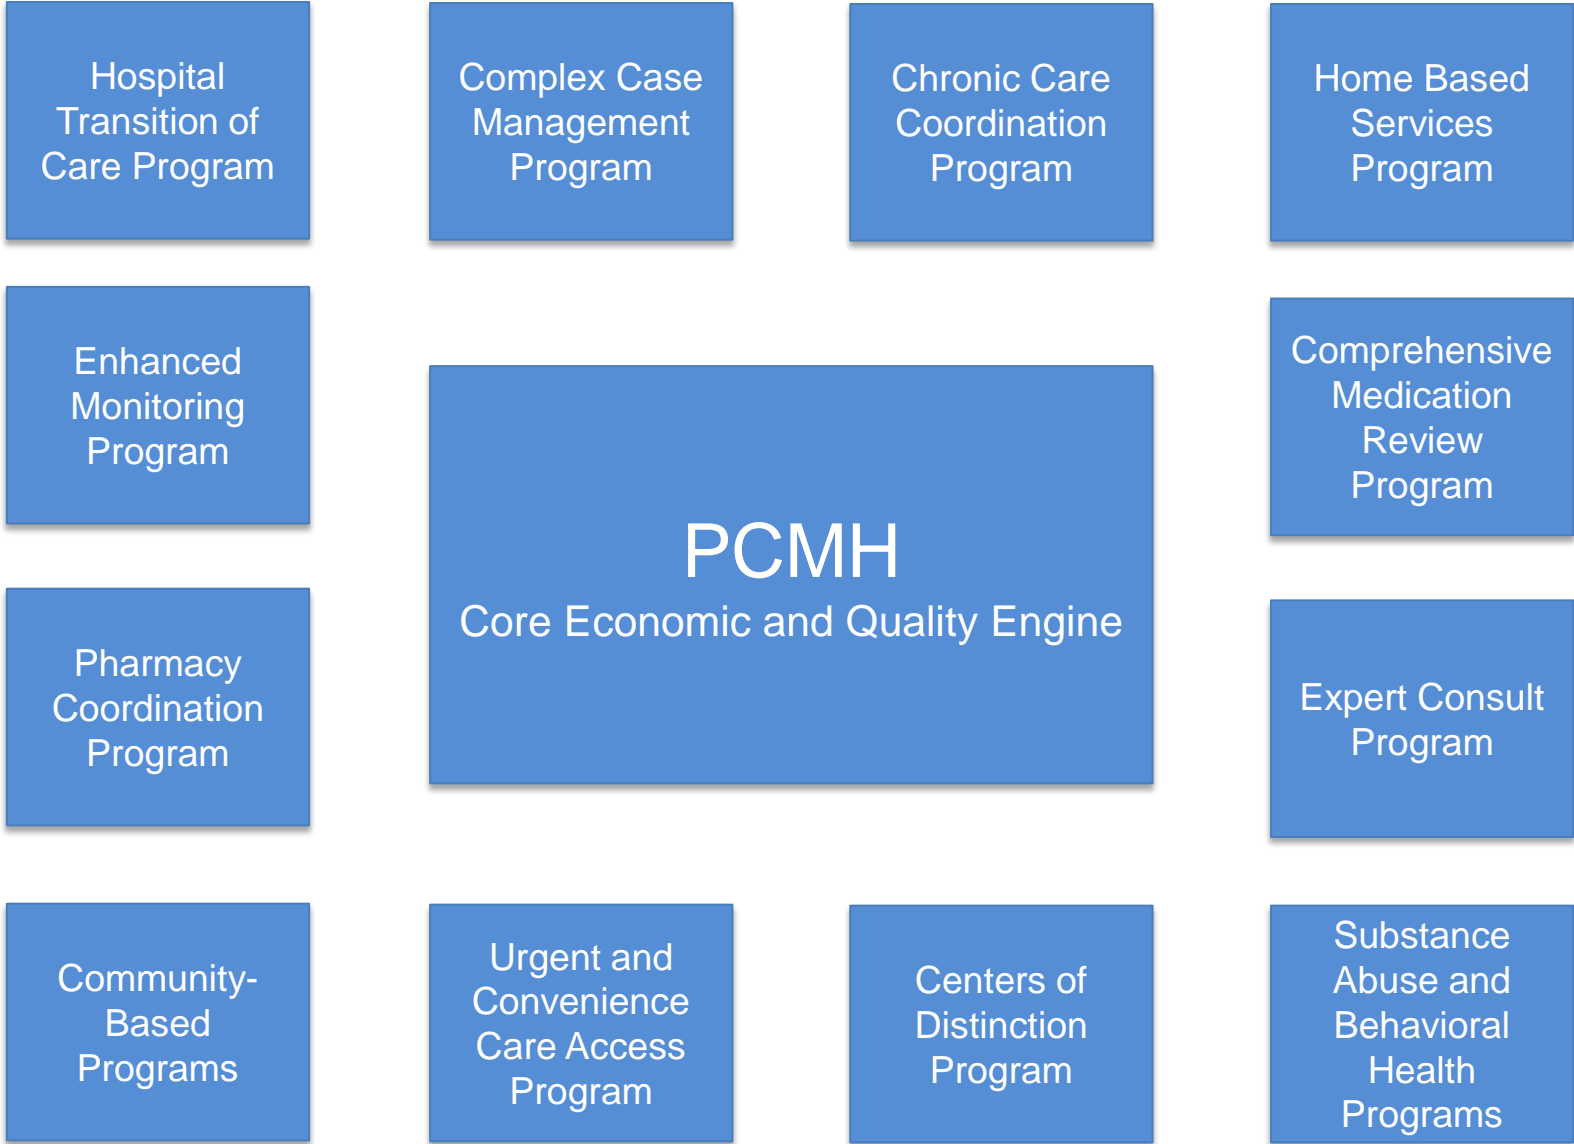 Hospital
Transition of
Care Program
Complex Case
Management
Program
Chronic Care
Coordination
Program
Home Based
Services
Program
Enhanced
Monitoring
Program
Comprehensive
Medication
Review
Program
PCMH
Core Economic and Quality Engine
Pharmacy
Coordination
Program
Expert Consult
Program
Community-
Based
Programs
Urgent and
Convenience
Care Access
Program
Centers of
Distinction
Program
Substance
Abuse and
Behavioral
Health
Programs